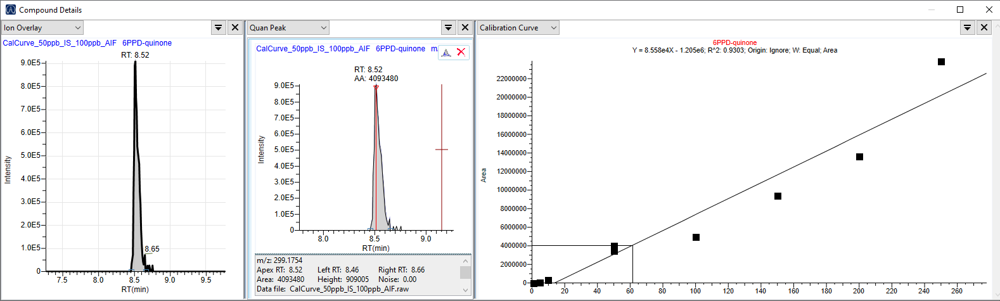 Compound Details
Ion Overlay
CalCurve_50ppb_IS_100ppb_AIF 6PPD-quinone
RT: 8.52
9.0E5
8.0E5
7.0E5
6.0E5
5.0E5
4.0E5
3.0E5
2.0E5
1.0E5
0
Intensity
8.65
7.5 8.0 8.5 9.0 9.5
RT(min)
Quan Peak
CalCurve_50ppb_IS_100ppb_AIF 6PPD-quinone
RT: 8.52
AA: 4093480
9.0E5
8.0E5
7.0E5
6.0E5
5.0E5
4.0E5
3.0E5
2.0E5
1.0E5
0
Intensity
8.0 8.5 9.0
RT(min)
m/z: 299.1754
Apex RT: 8.52 Left RT: 8.46 Right RT: 8.66
Area: 4093480 Height: 909005 Noise: 0.00
Data file: CalCurve_50ppb_IS_100ppb_AIF.raw
Calibration Curve
6PPD-quinone
Y = 8.558e4X - 1.205e6; R^2: 0.9303; Origin: Ignore; W: Equal; Area
22000000
20000000
18000000
16000000
14000000
12000000
10000000
8000000
6000000
4000000
2000000
0
Area
0 20 40 60 80 100 120 140 160 180 200 220 240 260